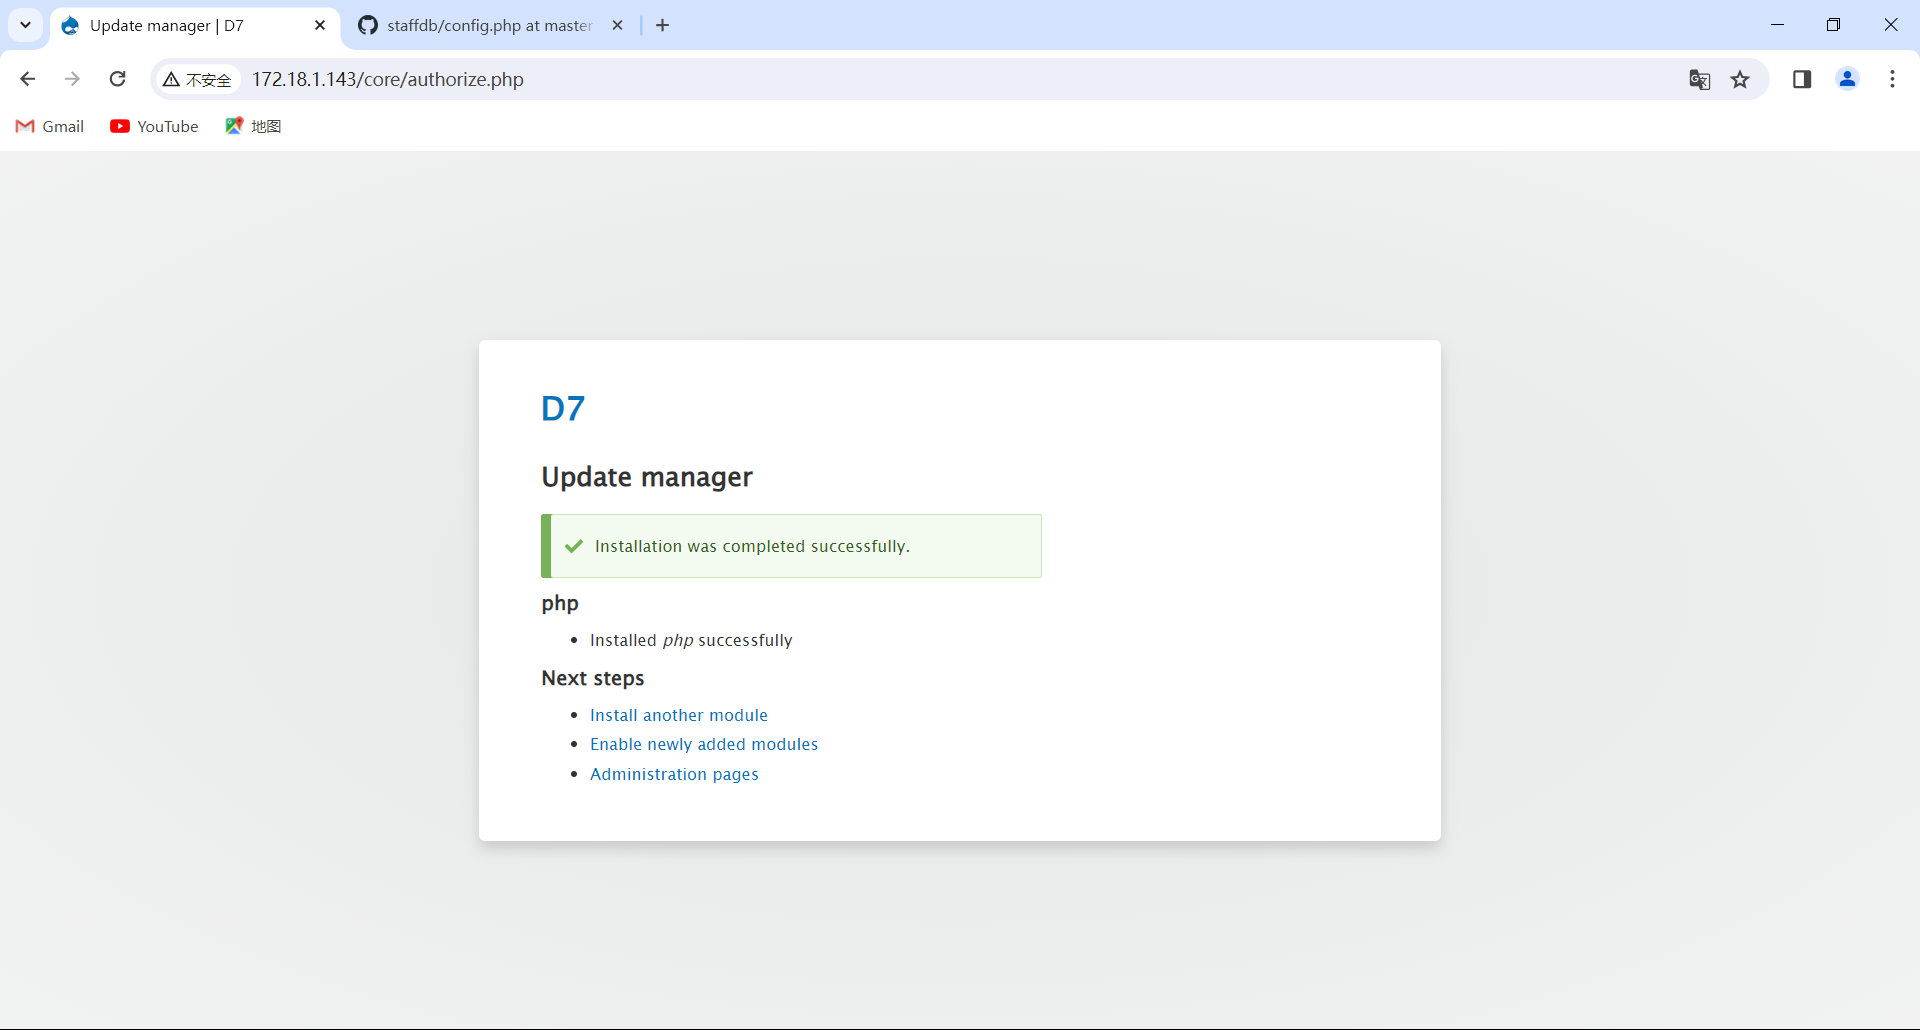 Update manager | D7
staffdb/config.php at master
不安全
172.18.1.143/core/authorize.php
Gmail
YouTube
地图
D7
Update manager
Installation was completed successfully.
php
Installed php successfully
Next steps
Install another module
Enable newly added modules
Administration pages